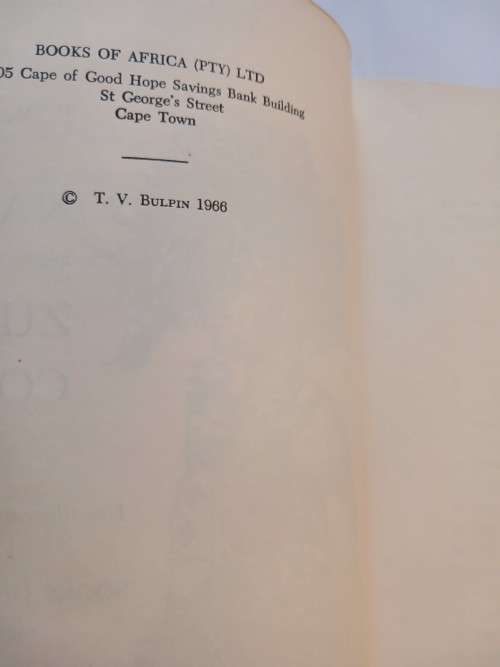 BOOKS OF AFRICA (PTY) LTD
05 Cape of Good Hope Savings Bank Building
St George's Street
Cape Town
© T. V. BULPIN 1966